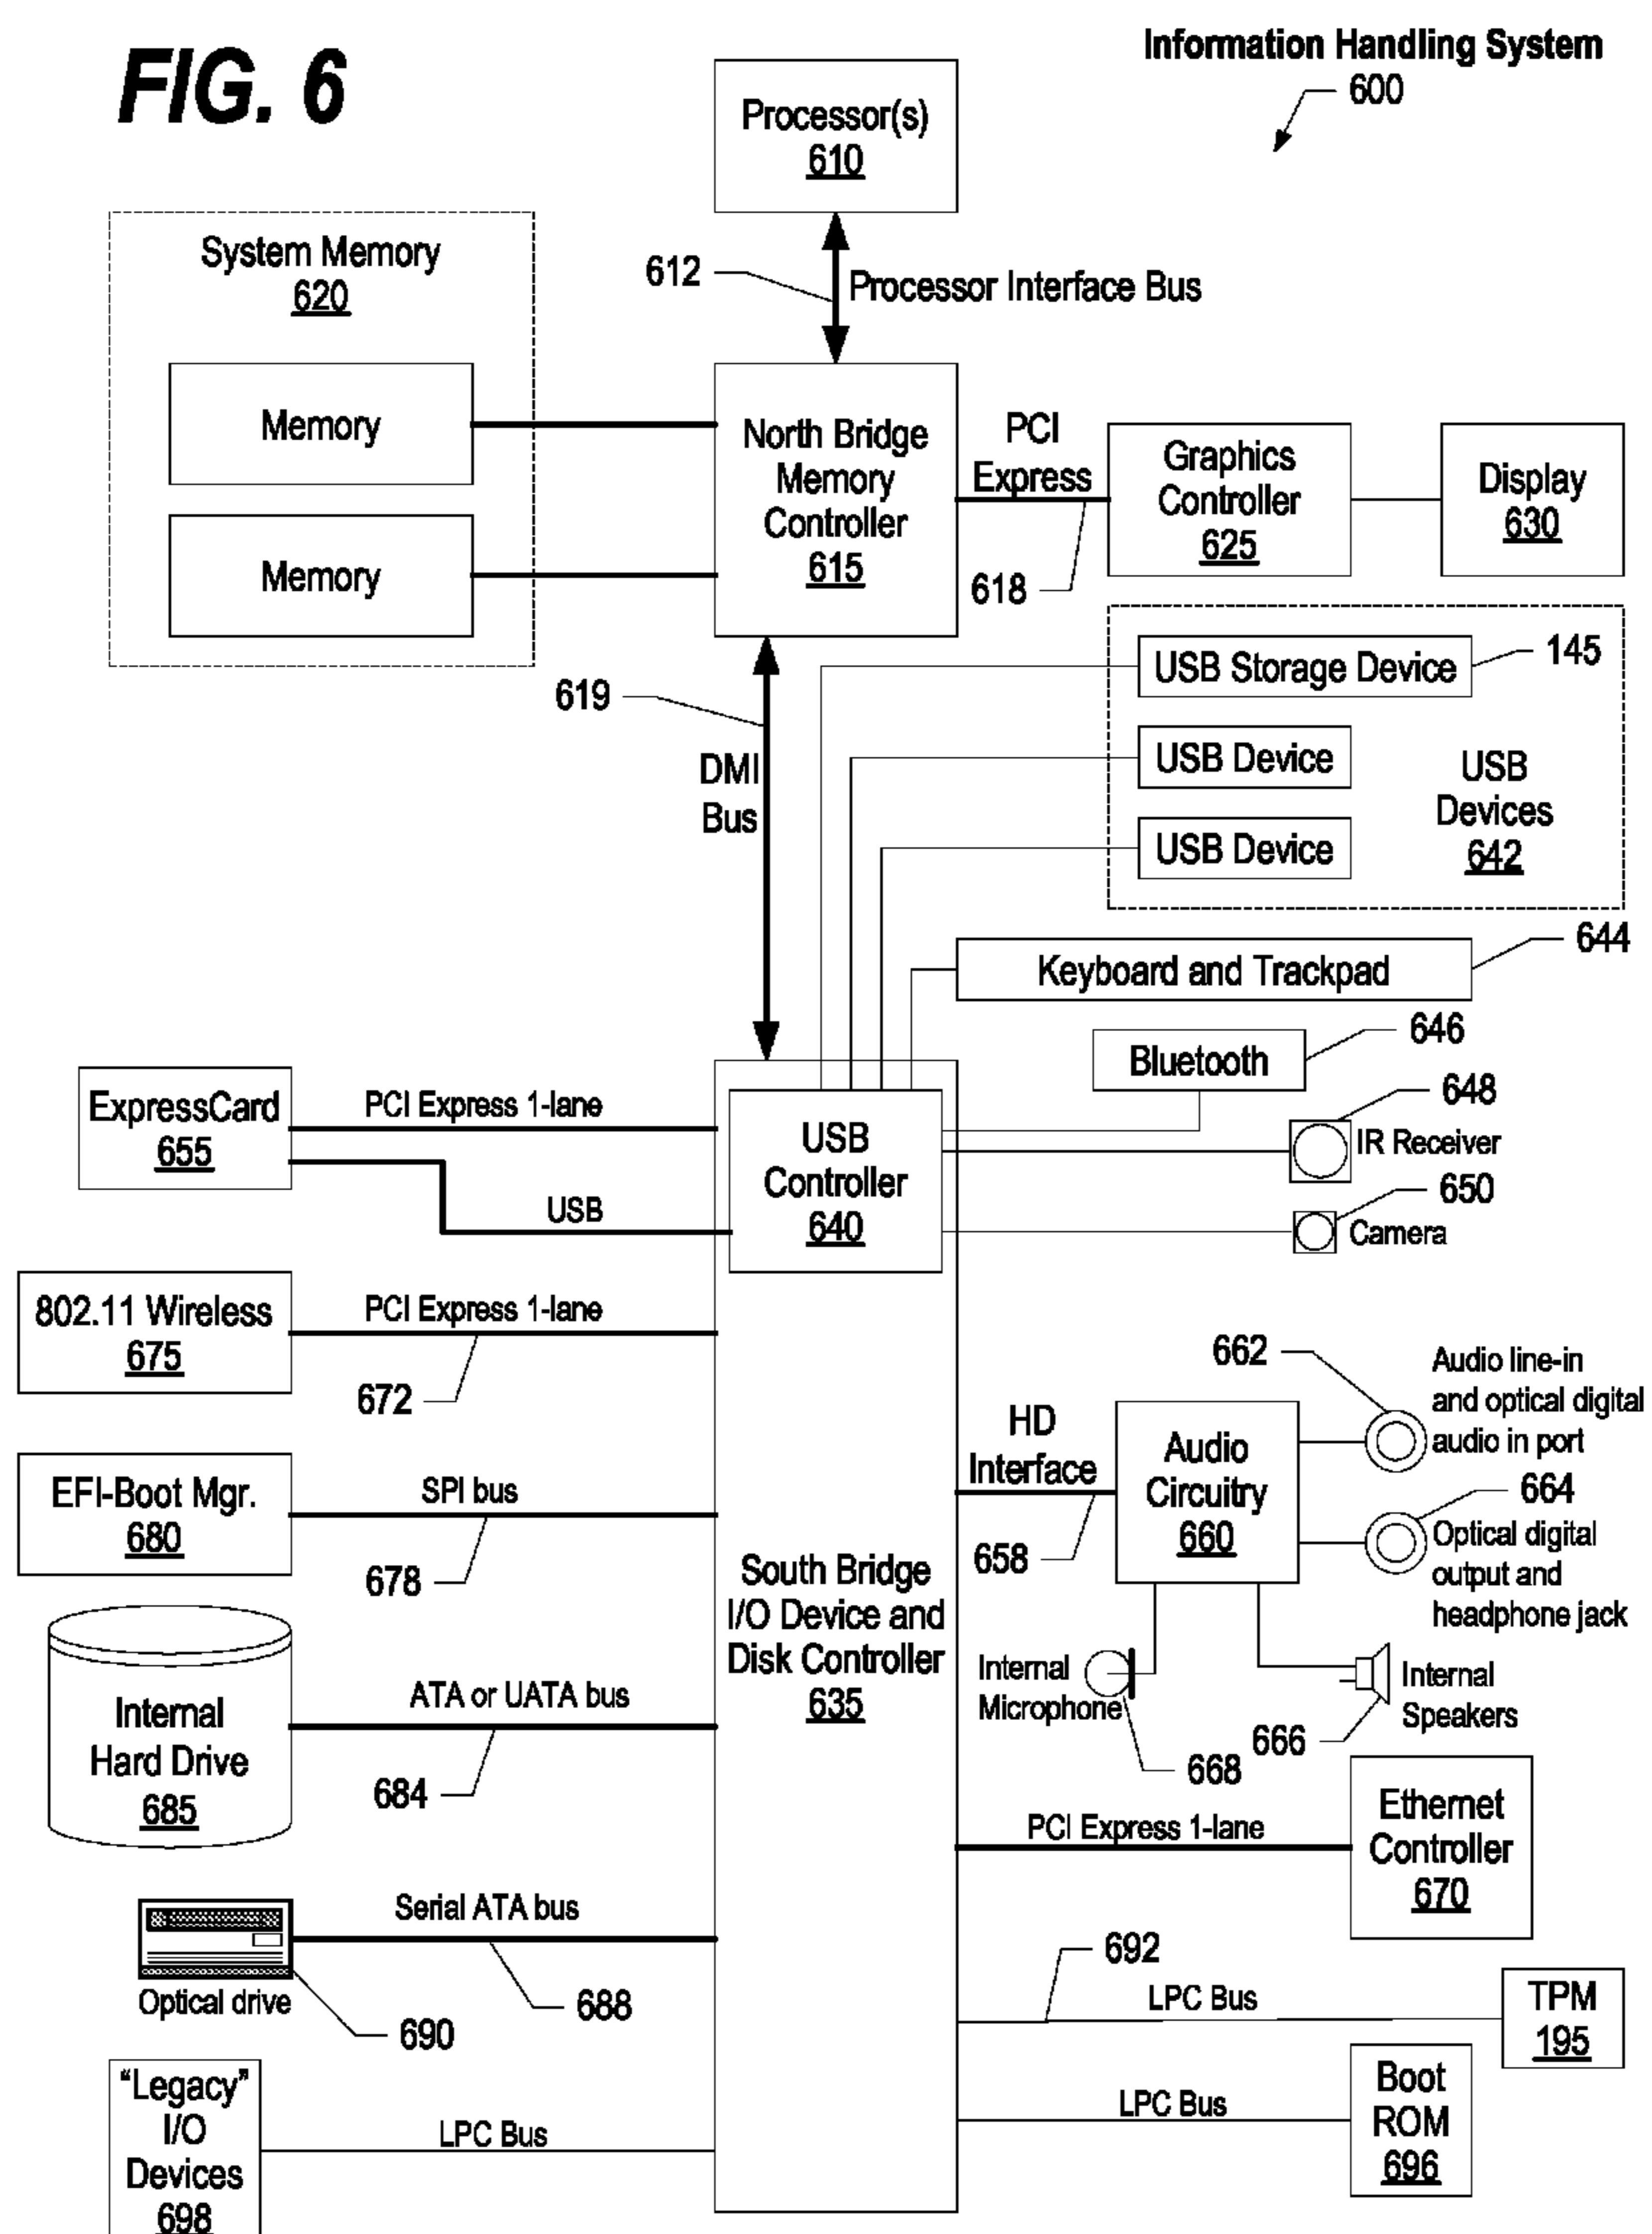 FIG. 6
Information Handling System
600
Processor(s)
610
System Memory
620
612
Processor Interface Bus
Memory
Memory
North Bridge
Memory
Controller
615
PCI
Express
618
Graphics
Controller
625
Display
630
619
DMI
Bus
USB Storage Device
145
USB Device
USB Device
USB
Devices
642
Keyboard and Trackpad
644
Bluetooth
646
648
IR Receiver
650
Camera
ExpressCard
655
PCI Express 1-lane
USB
USB
Controller
640
802.11 Wireless
675
PCI Express 1-lane
672
EFI-Boot Mgr.
680
SPI bus
678
South Bridge
I/O Device and
Disk Controller
635
HD
Interface
658
Audio
Circuitry
660
662
Audio line-in
and optical digital
audio in port
664
Optical digital
output and
headphone jack
Internal
Microphone
668
Internal
Speakers
666
Internal
Hard Drive
685
ATA or UATA bus
684
PCI Express 1-lane
Ethernet
Controller
670
Optical drive
690
Serial ATA bus
688
692
LPC Bus
TPM
195
LPC Bus
Boot
ROM
696
“Legacy”
I/O
Devices
698
LPC Bus